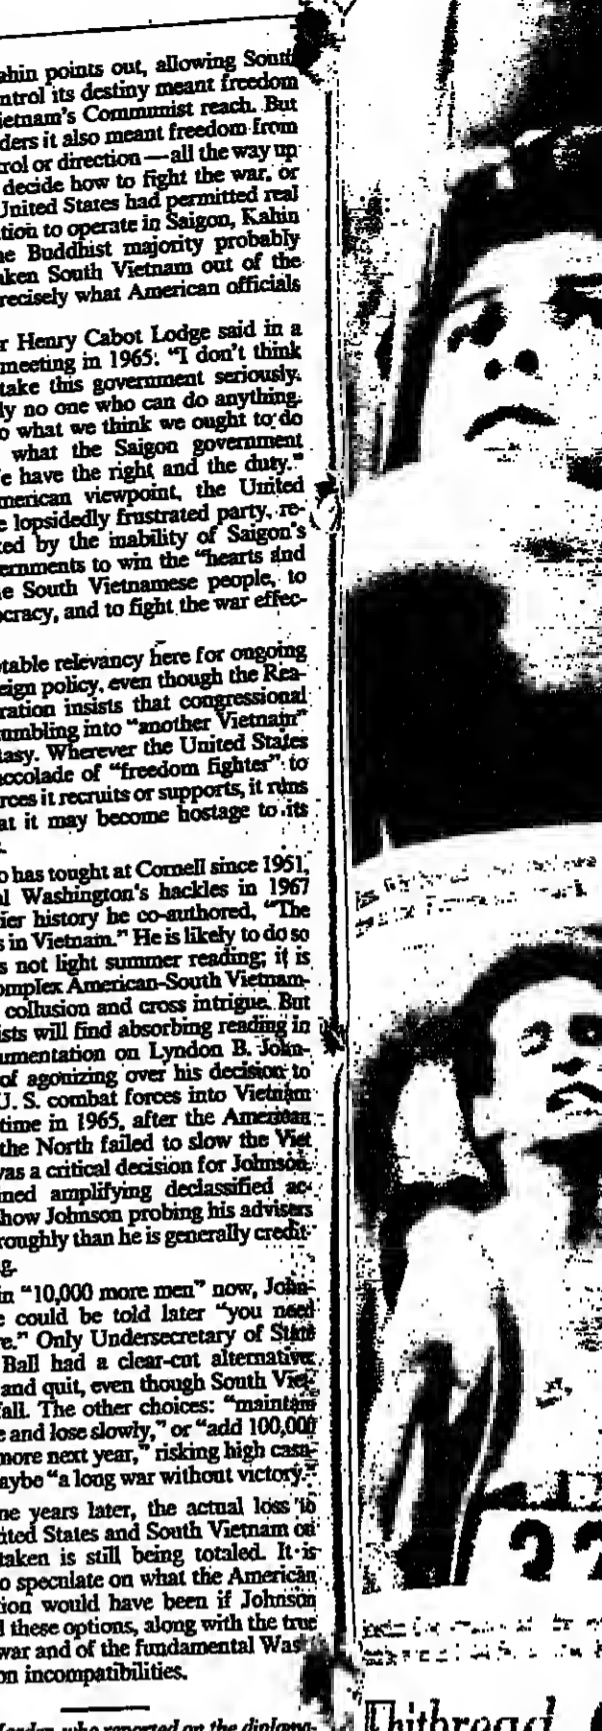 ahin points out, allowing South
ntrol its destiny meant freedom
ietnam's Communist reach. But
ders it also meant freedom from
trol or direction — all the way up
decide how to fight the war, or
United States had permitted real
tion to operate in Saigon, Kahin
he Buddhist majority probably
aken South Vietnam out of the
recisely what American officials
r Henry Cabot Lodge said in a
meeting in 1965: "I don't think
take this government seriously.
ly no one who can do anything.
o what we think we ought to do
what the Saigon government
e have the right and the duty."
merican viewpoint, the United
e lopsidedly frustrated party, re-
ted by the inability of Saigon's
ernments to win the "hearts and
e South Vietnamese people, to
ocracy, and to fight the war effec-
table relevancy here for ongoing
eign policy, even though the Rea-
ration insists that congressional
umbling into "another Vietnam"
tasy. Wherever the United States
accolade of "freedom fighter" to
rces it recruits or supports, it runs
at it may become hostage to its
s.
o has tought at Cornell since 1951,
l Washington's hackles in 1967
ier history he co-authored, "The
s in Vietnam." He is likely to do so
s not light summer reading; it is
omplex American-South Vietnam-
collusion and cross intrigue. But
ists will find absorbing reading in
umentation on Lyndon B. John-
of agonizing over his decision to
U. S. combat forces into Vietnam
time in 1965, after the American
the North failed to slow the Viet
was a critical decision for Johnson.
ined amplifying declassified ac-
how Johnson probing his advisers
roughly than he is generally credit-
g.
in "10,000 more men" now, John-
e could be told later "you need
re." Only Undersecretary of State
Ball had a clear-cut alternative:
and quit, even though South Viet-
fall. The other choices: "maintain
e and lose slowly," or "add 100,000
more next year," risking high casu-
aybe "a long war without victory."
ne years later, the actual loss to
ited States and South Vietnam on
taken is still being totaled. It is
o speculate on what the American
tion would have been if Johnson
d these options, along with the true
war and of the fundamental Wash-
on incompatibilities.
who reported on the diploma-
22
Thitbread